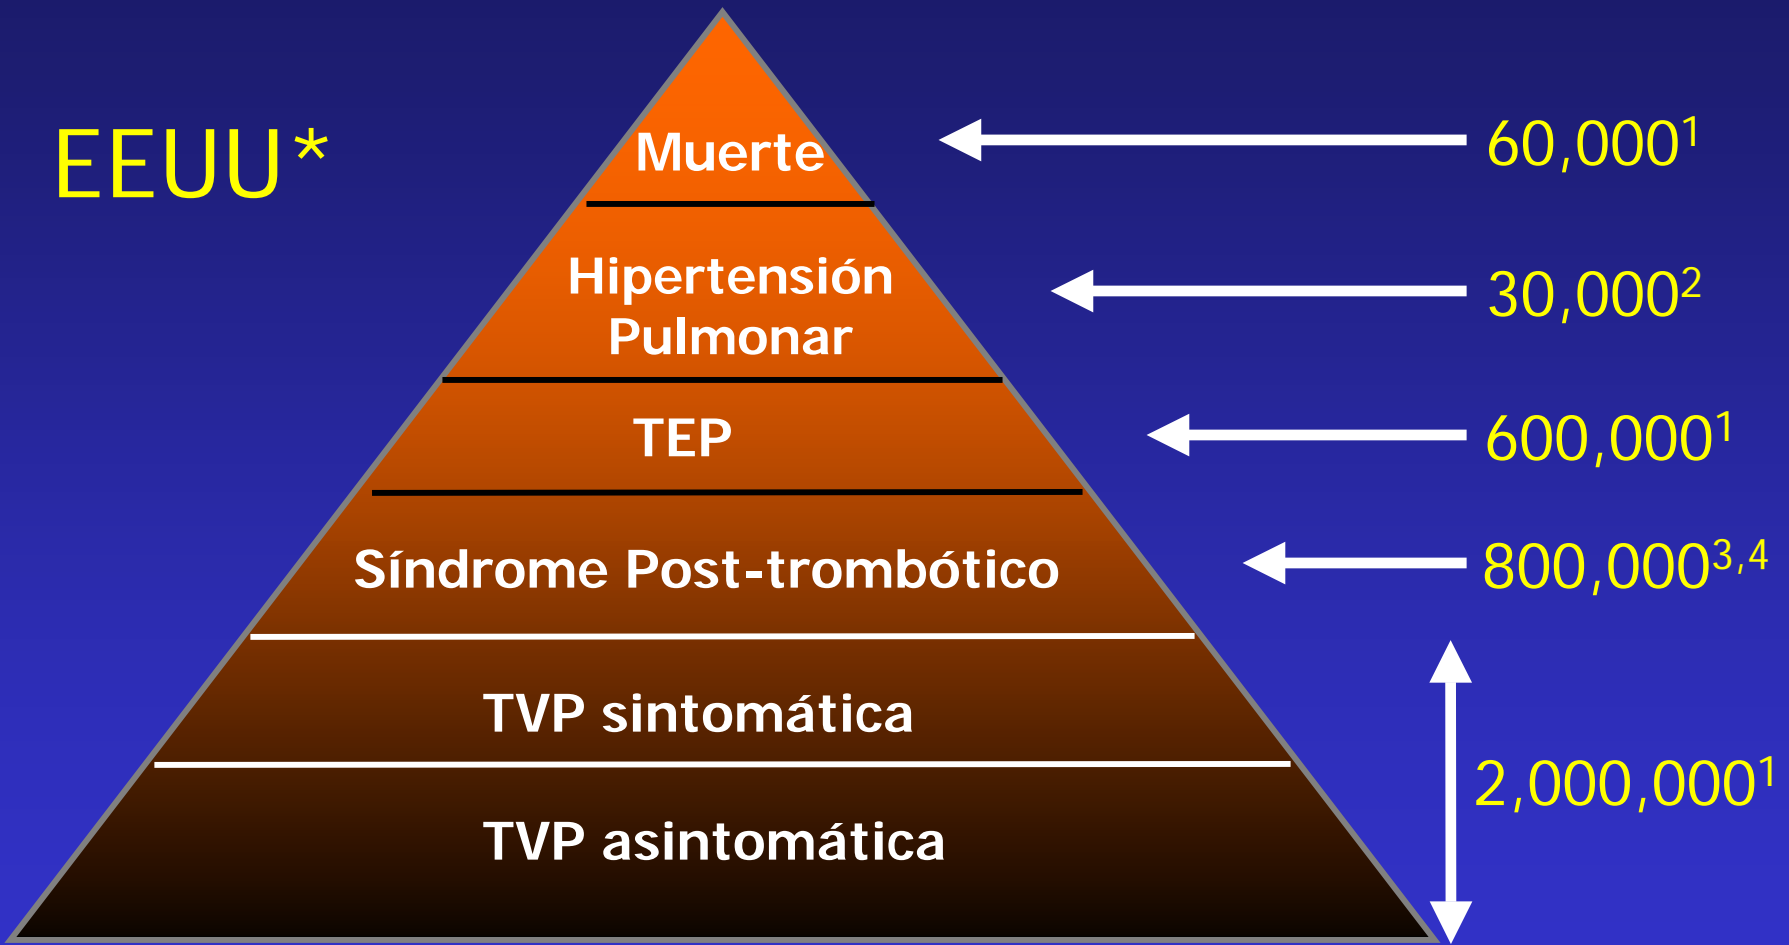 EEUU*
Muerte
60,000¹
Hipertensión
Pulmonar
30,000²
TEP
600,000¹
Síndrome Post-trombótico
800,000³,⁴
TVP sintomática
2,000,000¹
TVP asintomática